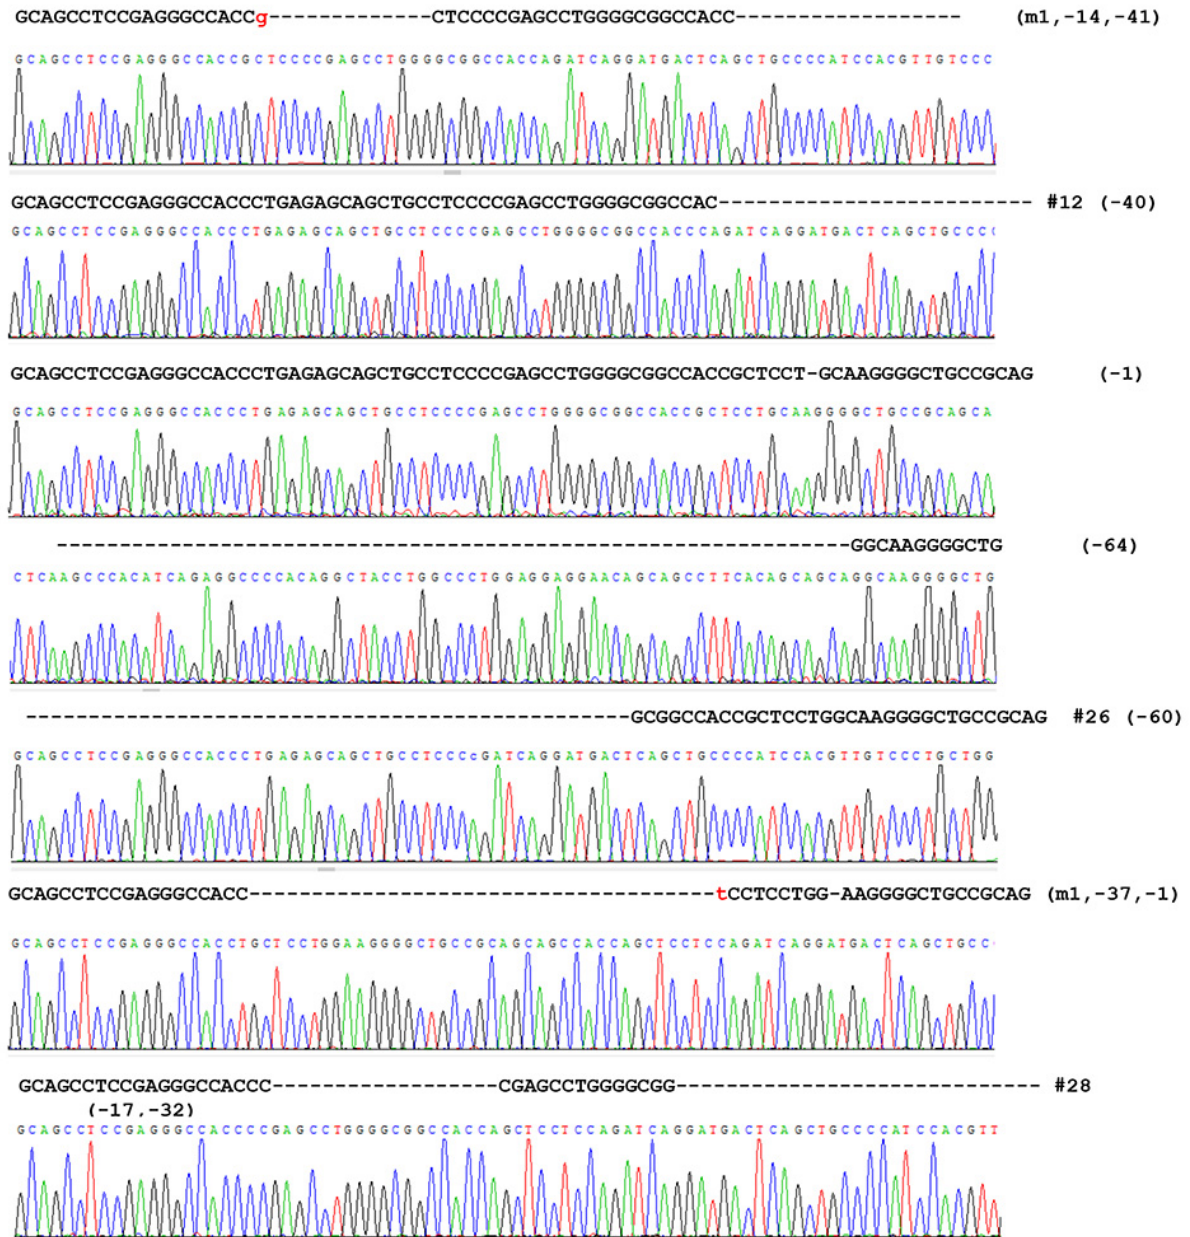 GCAGCCTCCGAGGGCCACCg-------------CTCCCCGAGCCTGGGGCGGCCACC------------------- (m1,-14,-41)
GCAGCCTCCGAGGGCCACCGCTCCCCGAGCCTGGGGCGGCCACCAGATCAGGATGACTCAGCTGCCCCATCCACGTTGTCCC
GCAGCCTCCGAGGGCCACCCTGAGAGCAGCTGCCTCCCCGAGCCTGGGGCGGCCAC-------------------------- #12 (-40)
GCAGCCTCCGAGGGCCACCCTGAGAGCAGCTGCCTCCCCGAGCCTGGGGCGGCCACCCAGATCAGGATGACTCAGCTGCCCC
GCAGCCTCCGAGGGCCACCCTGAGAGCAGCTGCCTCCCCGAGCCTGGGGCGGCCACCGCTCCT-GCAAGGGGCTGCCGCAG (-1)
GCAGCCTCCGAGGGCCACCCTGAGAGCAGCTGCCTCCCCGAGCCTGGGGCGGCCACCGCTCCTGCAAGGGGCTGCCGCAGCA
------------------------------------------------------------------GGCAAGGGGCTG (-64)
CTCAAGCCCACATCAGAGGCCCCACAGGCTACCTGGCCCTGGAGGAGGAACAGCAGCCTTCACAGCAGCAGGCAAGGGGCTG
--------------------------------------------------GCGGCCACCGCTCCTGGCAAGGGGCTGCCGCAG #26 (-60)
GCAGCCTCCGAGGGCCACCCTGAGAGCAGCTGCCTCCCcGATCAGGATGACTCAGCTGCCCCATCCACGTTGTCCCTGCTGG
GCAGCCTCCGAGGGCCACC---------------------------------------tCCTCCTGG-AAGGGGCTGCCGCAG (m1,-37,-1)
GCAGCCTCCGAGGGCCACCTGCTCCTGGAAGGGGCTGCCGCAGCAGCCACCAGCTCCTCCAGATCAGGATGACTCAGCTGCC
GCAGCCTCCGAGGGCCACCC-------------------CGAGCCTGGGGCGG------------------------------ #28
(-17,-32)
GCAGCCTCCGAGGGCCACCCCGAGCCTGGGGCGGCCACCAGCTCCTCCAGATCAGGATGACTCAGCTGCCCCATCCACGTT